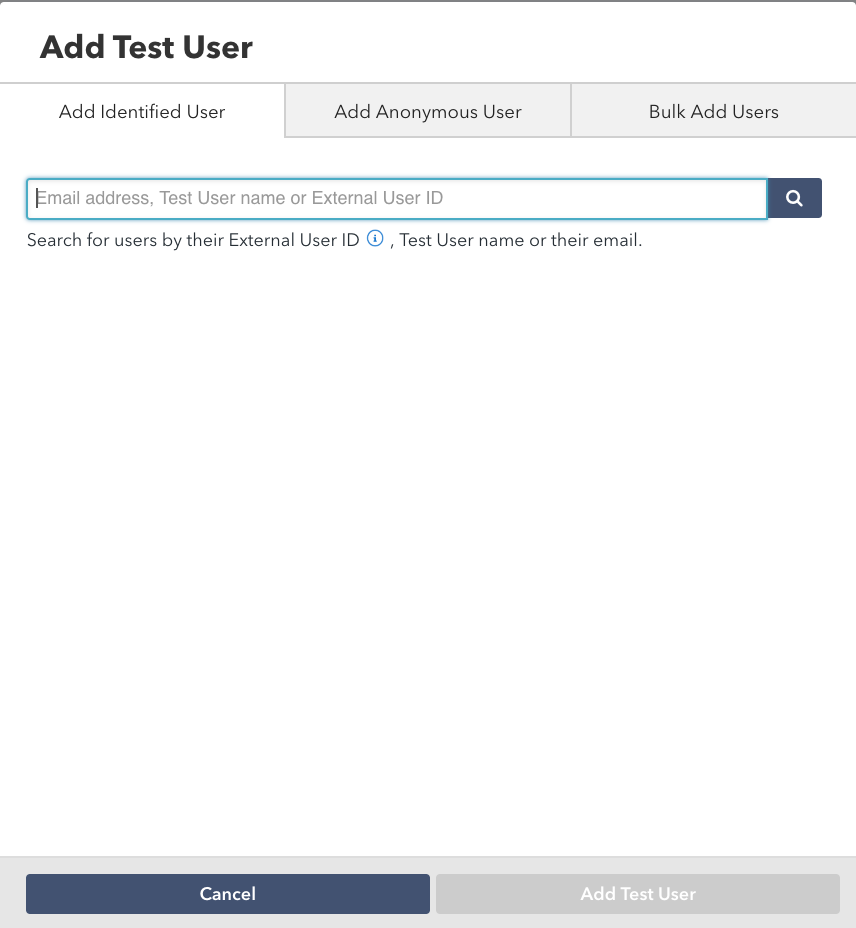 Add Test User
Add Identified User
Add Anonymous User
Bulk Add Users
Email address, Test User name or External User ID
Search for users by their External User ID ⓘ , Test User name or their email.
Cancel
Add Test User